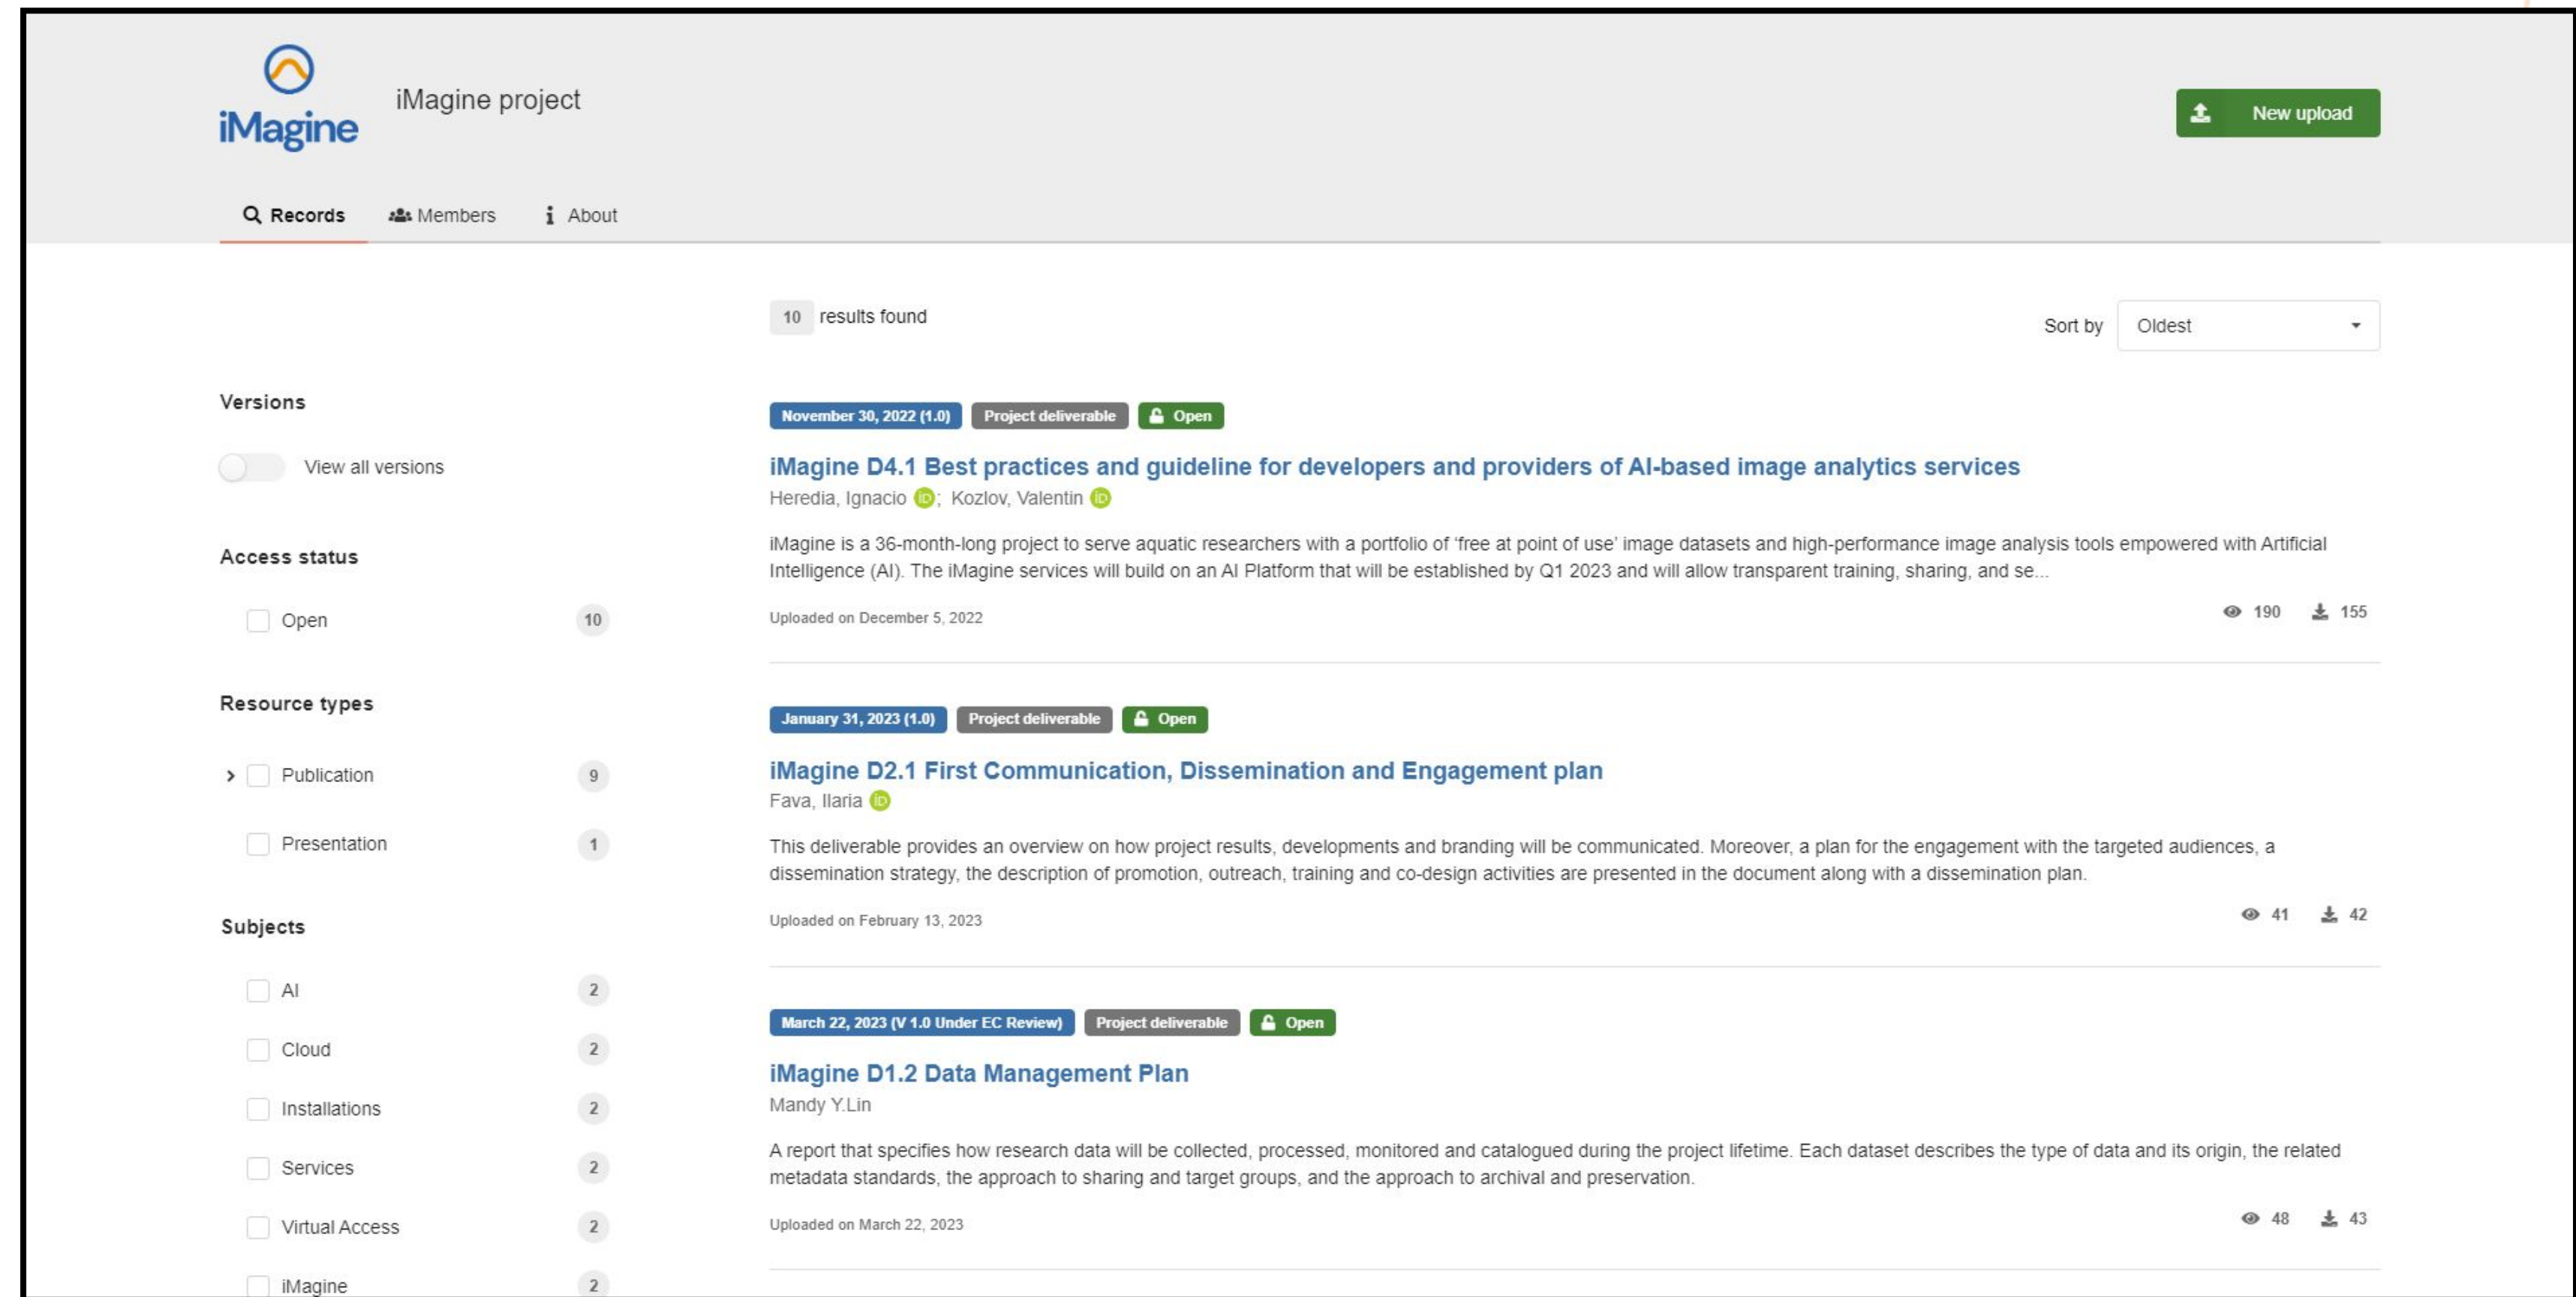 iMagine
iMagine project
New upload
Records
Members
About
10 results found
Sort by
Oldest
Versions
View all versions
Access status
Open 10
Resource types
Publication 9
Presentation 1
Subjects
AI 2
Cloud 2
Installations 2
Services 2
Virtual Access 2
iMagine 2
November 30, 2022 (1.0) Project deliverable Open
iMagine D4.1 Best practices and guideline for developers and providers of AI-based image analytics services
Heredia, Ignacio iD; Kozlov, Valentin iD
iMagine is a 36-month-long project to serve aquatic researchers with a portfolio of ‘free at point of use’ image datasets and high-performance image analysis tools empowered with Artificial
Intelligence (AI). The iMagine services will build on an AI Platform that will be established by Q1 2023 and will allow transparent training, sharing, and se...
Uploaded on December 5, 2022
190 155
January 31, 2023 (1.0) Project deliverable Open
iMagine D2.1 First Communication, Dissemination and Engagement plan
Fava, Ilaria iD
This deliverable provides an overview on how project results, developments and branding will be communicated. Moreover, a plan for the engagement with the targeted audiences, a
dissemination strategy, the description of promotion, outreach, training and co-design activities are presented in the document along with a dissemination plan.
Uploaded on February 13, 2023
41 42
March 22, 2023 (V 1.0 Under EC Review) Project deliverable Open
iMagine D1.2 Data Management Plan
Mandy Y.Lin
A report that specifies how research data will be collected, processed, monitored and catalogued during the project lifetime. Each dataset describes the type of data and its origin, the related
metadata standards, the approach to sharing and target groups, and the approach to archival and preservation.
Uploaded on March 22, 2023
48 43